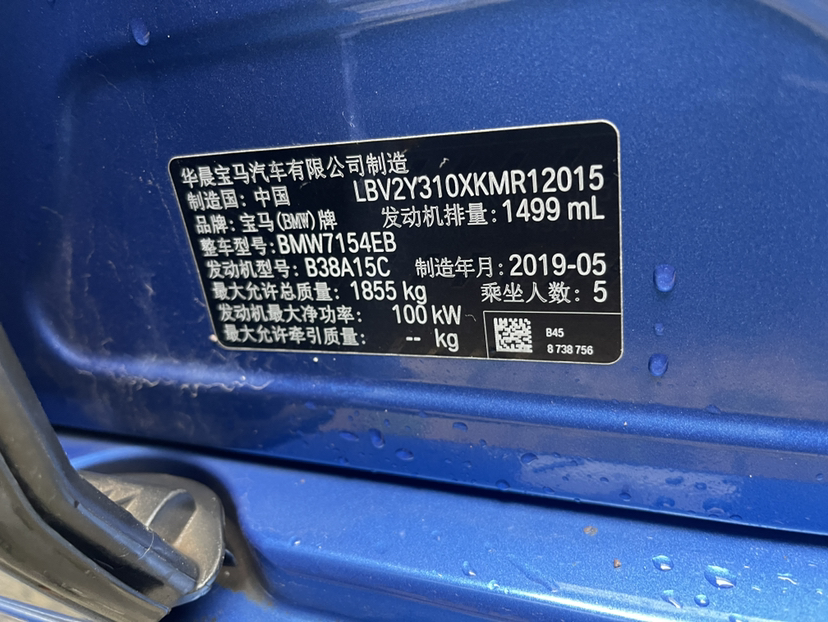 华晨宝马汽车有限公司制造
制造国: 中国 LBV2Y310XKMR12015
品牌: 宝马(BMW)牌 发动机排量: 1499 mL
整车型号: BMW7154EB
发动机型号: B38A15C 制造年月: 2019-05
最大允许总质量: 1855 kg 乘坐人数: 5
发动机最大净功率: 100 kW
最大允许牵引质量: -- kg
B45
8 738 756